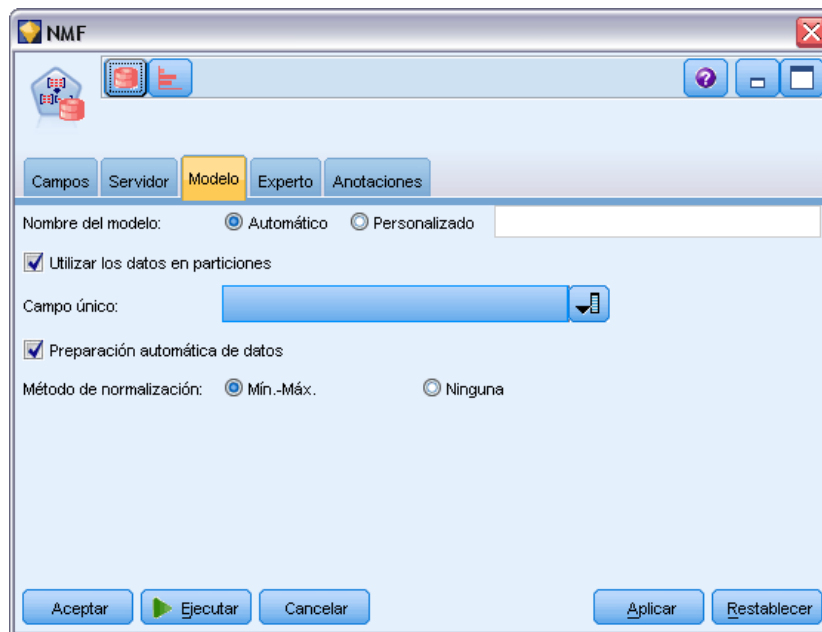 NMF
Campos Servidor Modelo Experto Anotaciones
Nombre del modelo: Automático Personalizado
Utilizar los datos en particiones
Campo único:
Preparación automática de datos
Método de normalización: Mín.-Máx. Ninguna
Aceptar Ejecutar Cancelar Aplicar Restablecer